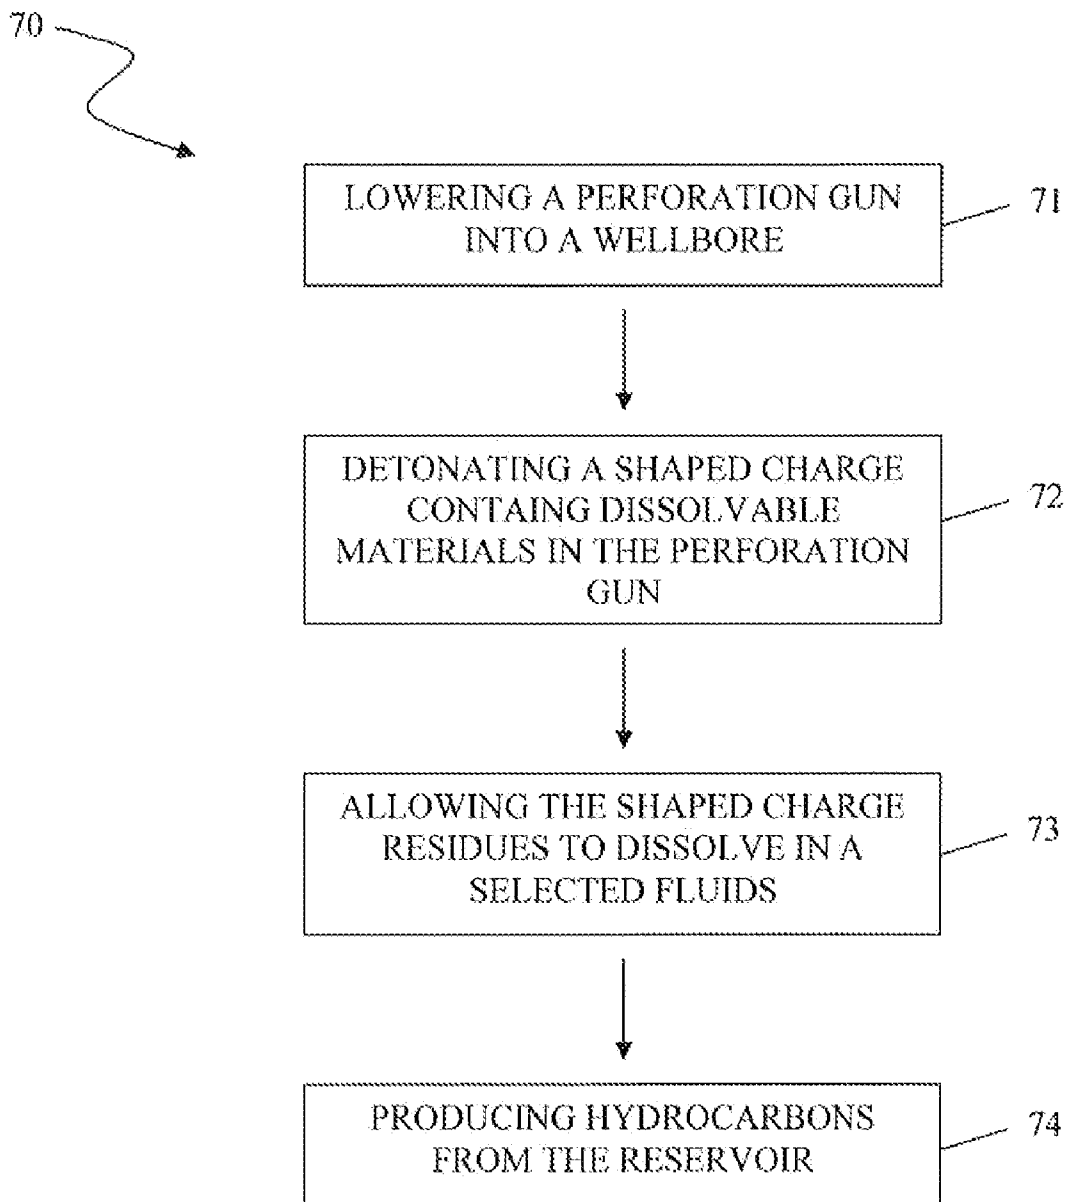 70
LOWERING A PERFORATION GUN
INTO A WELLBORE
71
DETONATING A SHAPED CHARGE
CONTAING DISSOLVABLE
MATERIALS IN THE PERFORATION
GUN
72
ALLOWING THE SHAPED CHARGE
RESIDUES TO DISSOLVE IN A
SELECTED FLUIDS
73
PRODUCING HYDROCARBONS
FROM THE RESERVOIR
74